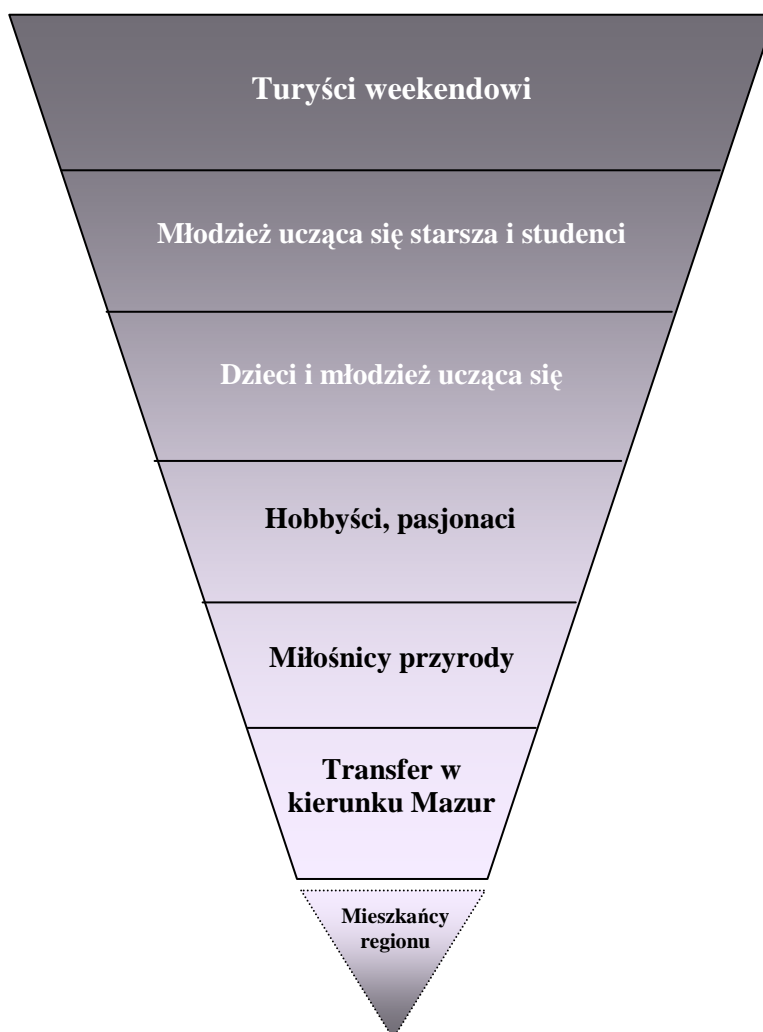 Turyści weekendowi
Młodzież ucząca się starsza i studenci
Dzieci i młodzież ucząca się
Hobbyści, pasjonaci
Miłośnicy przyrody
Transfer w
kierunku Mazur
Mieszkańcy
regionu